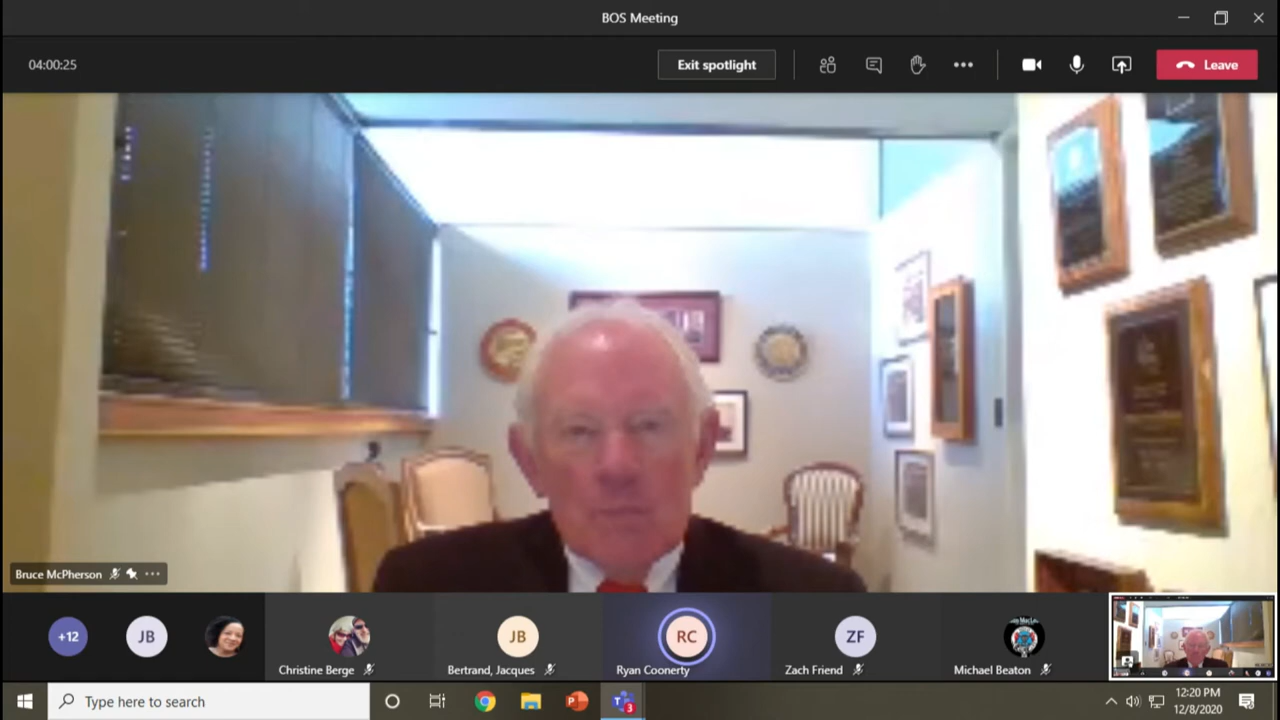 BOS Meeting
04:00:25
Exit spotlight
Leave
Bruce McPherson
+12
JB
JB
RC
ZF
Christine Berge
Bertrand, Jacques
Ryan Coonerty
Zach Friend
Michael Beaton
Type here to search
3
12:20 PM
12/8/2020